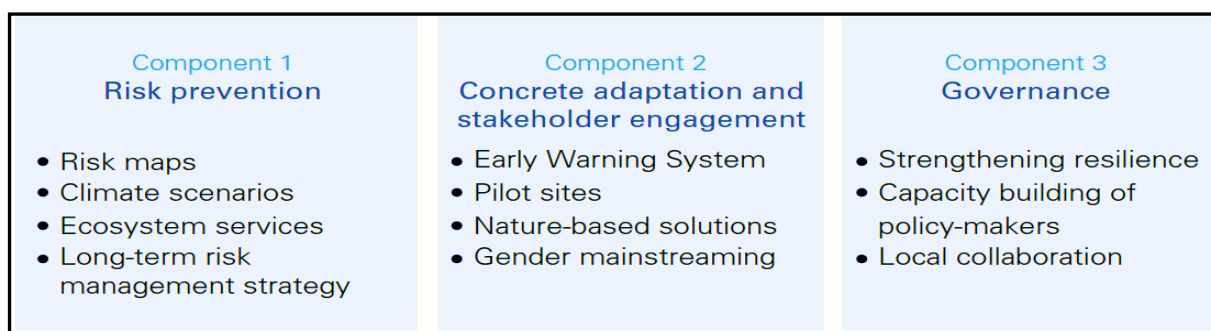 Component 1
Risk prevention
• Risk maps
• Climate scenarios
• Ecosystem services
• Long-term risk
management strategy
Component 2
Concrete adaptation and
stakeholder engagement
• Early Warning System
• Pilot sites
• Nature-based solutions
• Gender mainstreaming
Component 3
Governance
• Strengthening resilience
• Capacity building of
policy-makers
• Local collaboration